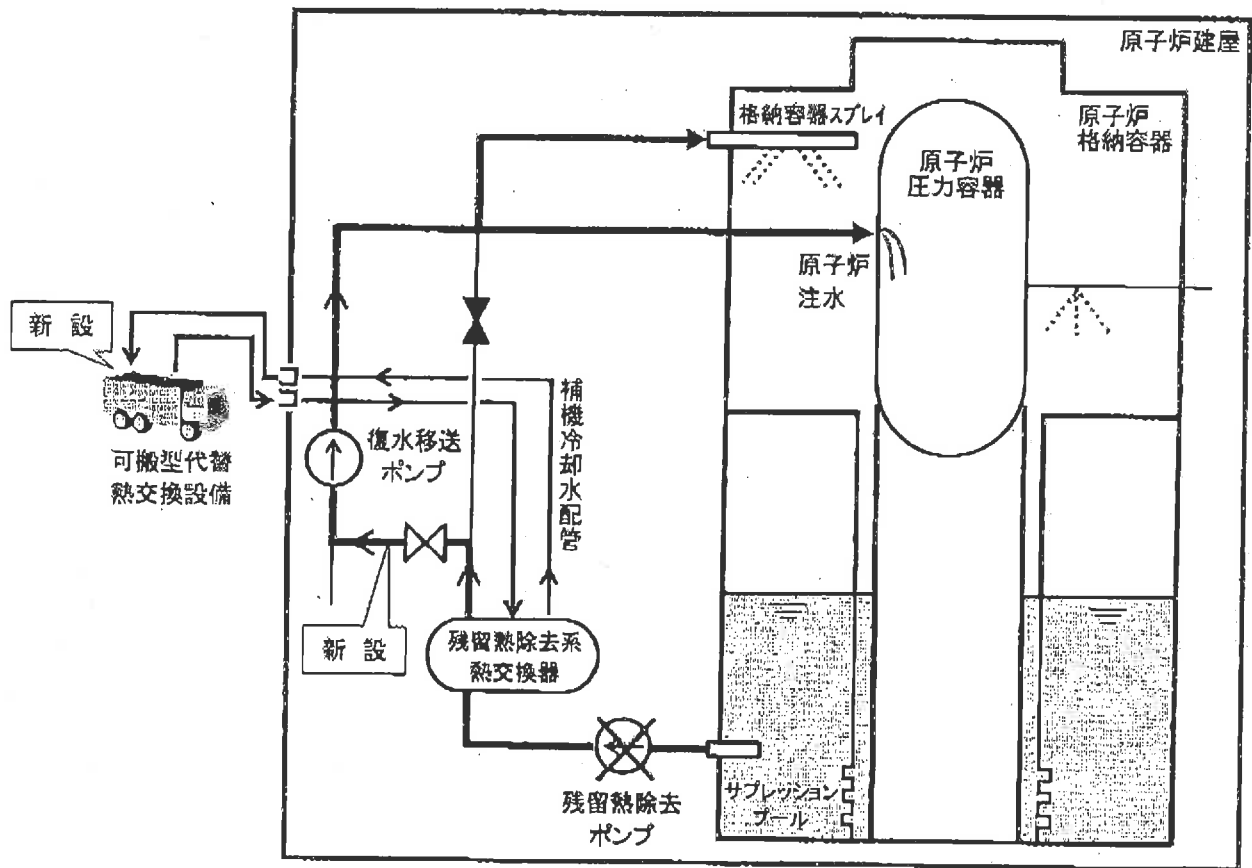 原子炉建屋
格納容器スプレイ
原子炉
格納容器
原子炉
圧力容器
原子炉
注水
新設
可搬型代替
熱交換設備
復水移送
ポンプ
補機冷却水配管
新設
残留熱除去系
熱交換器
残留熱除去
ポンプ
サプレッション
プール